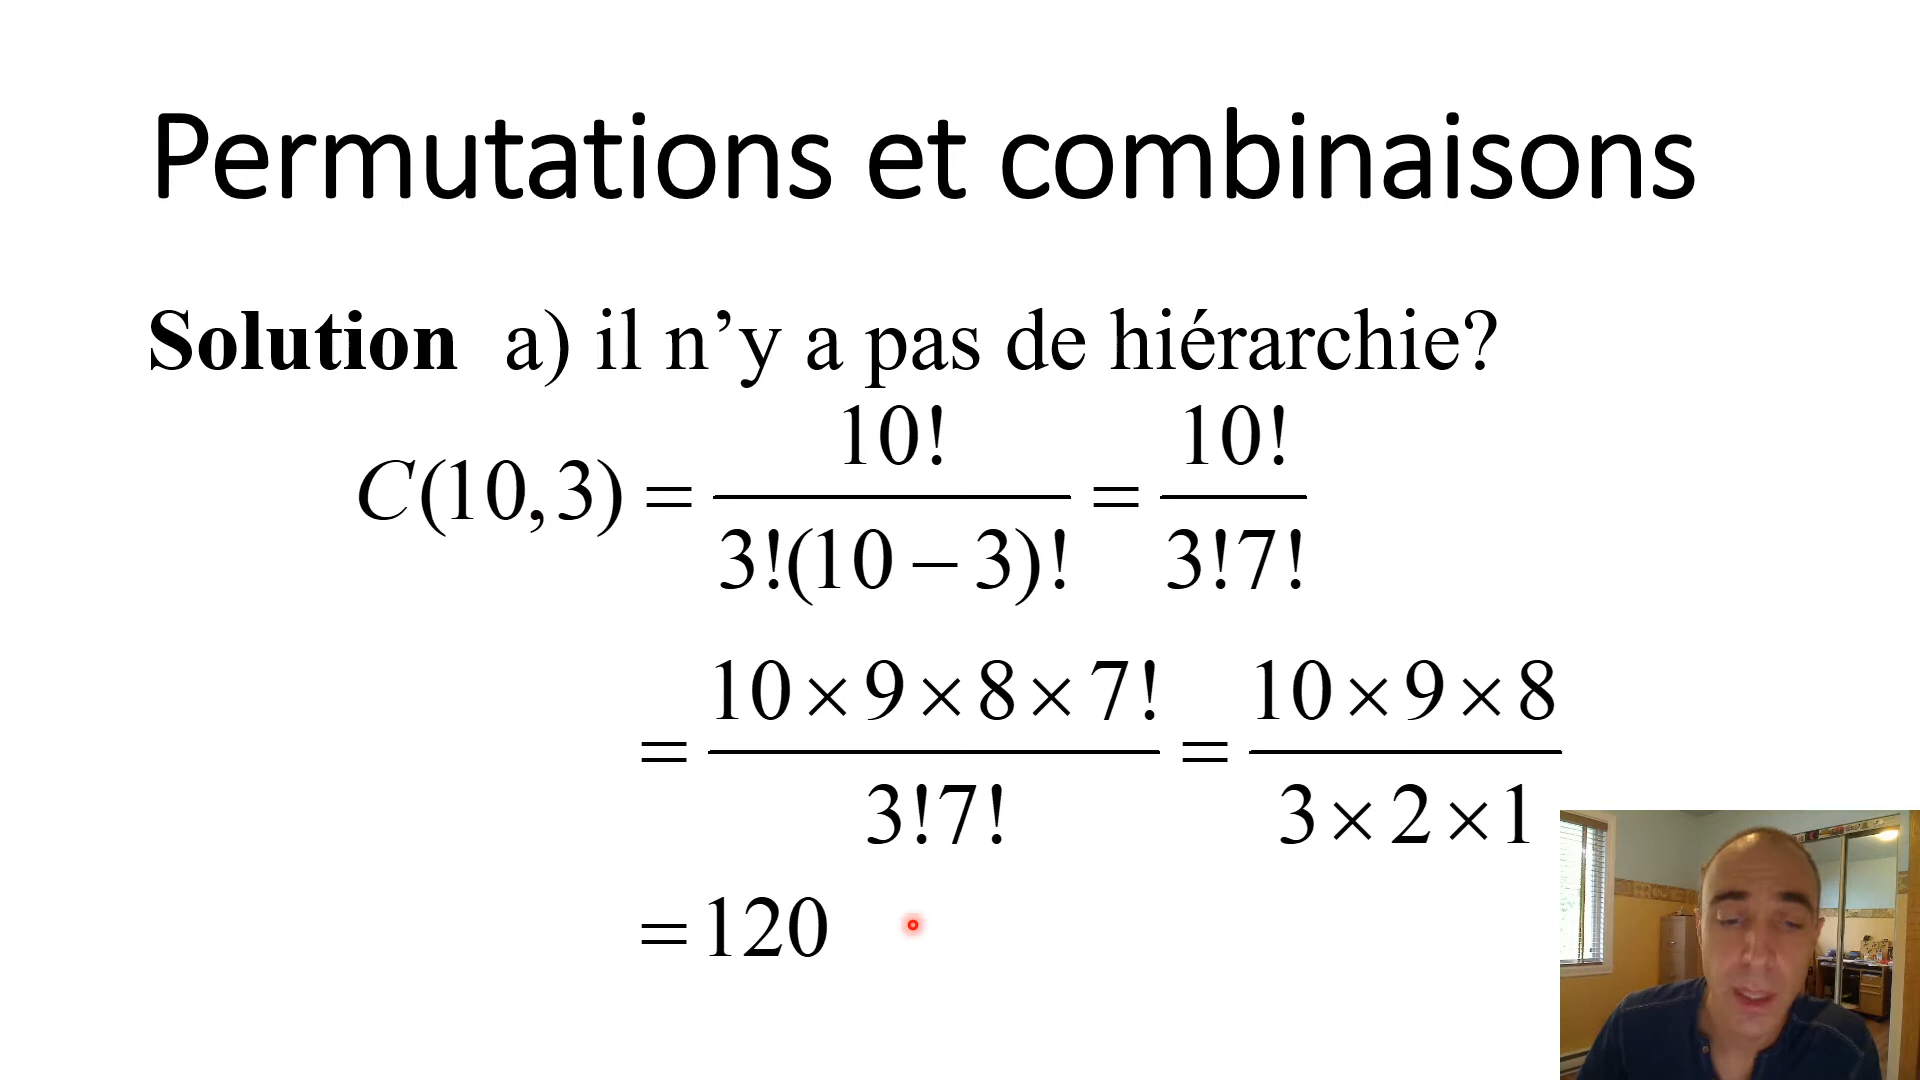 Permutations et combinaisons
Solution a) il n’y a pas de hiérarchie?
C(10,3) = 10! / 3!(10 − 3)! = 10! / 3!7!
= 10 × 9 × 8 × 7! / 3!7! = 10 × 9 × 8 / 3 × 2 × 1
= 120